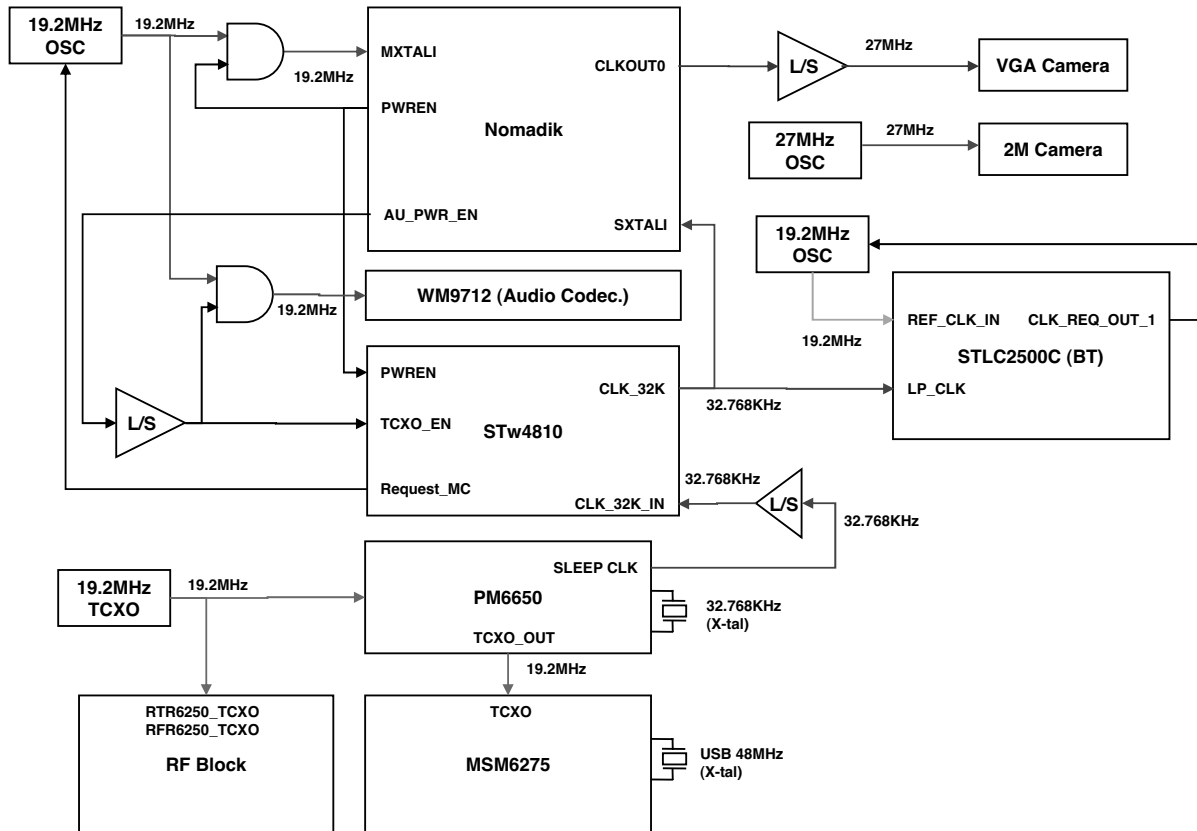 19.2MHz
OSC
19.2MHz
19.2MHz
MXTALI
PWREN
Nomadik
AU_PWR_EN
CLKOUT0
SXTALI
L/S
27MHz
VGA Camera
27MHz
OSC
27MHz
2M Camera
19.2MHz
OSC
19.2MHz
REF_CLK_IN
CLK_REQ_OUT_1
STLC2500C (BT)
LP_CLK
19.2MHz
WM9712 (Audio Codec.)
L/S
PWREN
CLK_32K
32.768KHz
TCXO_EN
STw4810
Request_MC
CLK_32K_IN
32.768KHz
L/S
32.768KHz
19.2MHz
TCXO
19.2MHz
SLEEP CLK
PM6650
TCXO_OUT
32.768KHz
(X-tal)
19.2MHz
RTR6250_TCXO
RFR6250_TCXO
RF Block
TCXO
MSM6275
USB 48MHz
(X-tal)